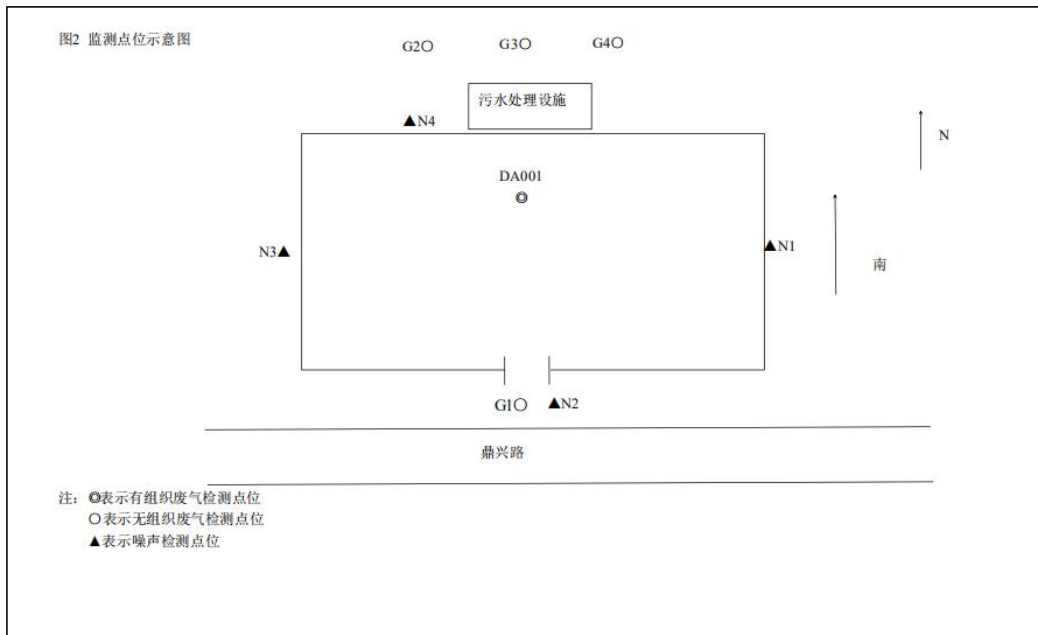 图2 监测点位示意图
G2○ G3○ G4○
污水处理设施
▲N4
N
DA001
◎
N3▲
▲N1
南
G1○ ▲N2
鼎兴路
注：◎表示有组织废气检测点位
○表示无组织废气检测点位
▲表示噪声检测点位